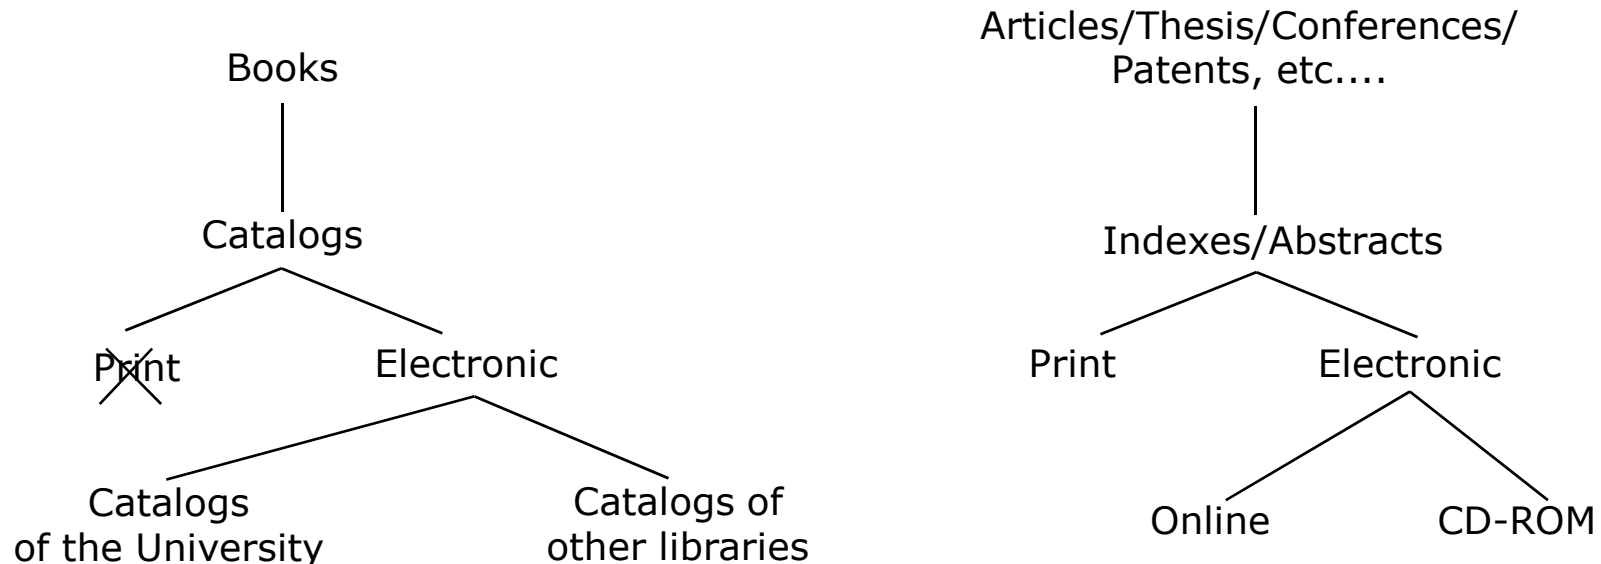 Books
Catalogs
Print
Electronic
Catalogs
of the University
Catalogs of
other libraries
Articles/Thesis/Conferences/
Patents, etc....
Indexes/Abstracts
Print
Electronic
Online
CD-ROM